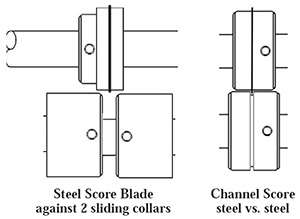 Steel Score Blade
against 2 sliding collars
Channel Score
steel vs. steel